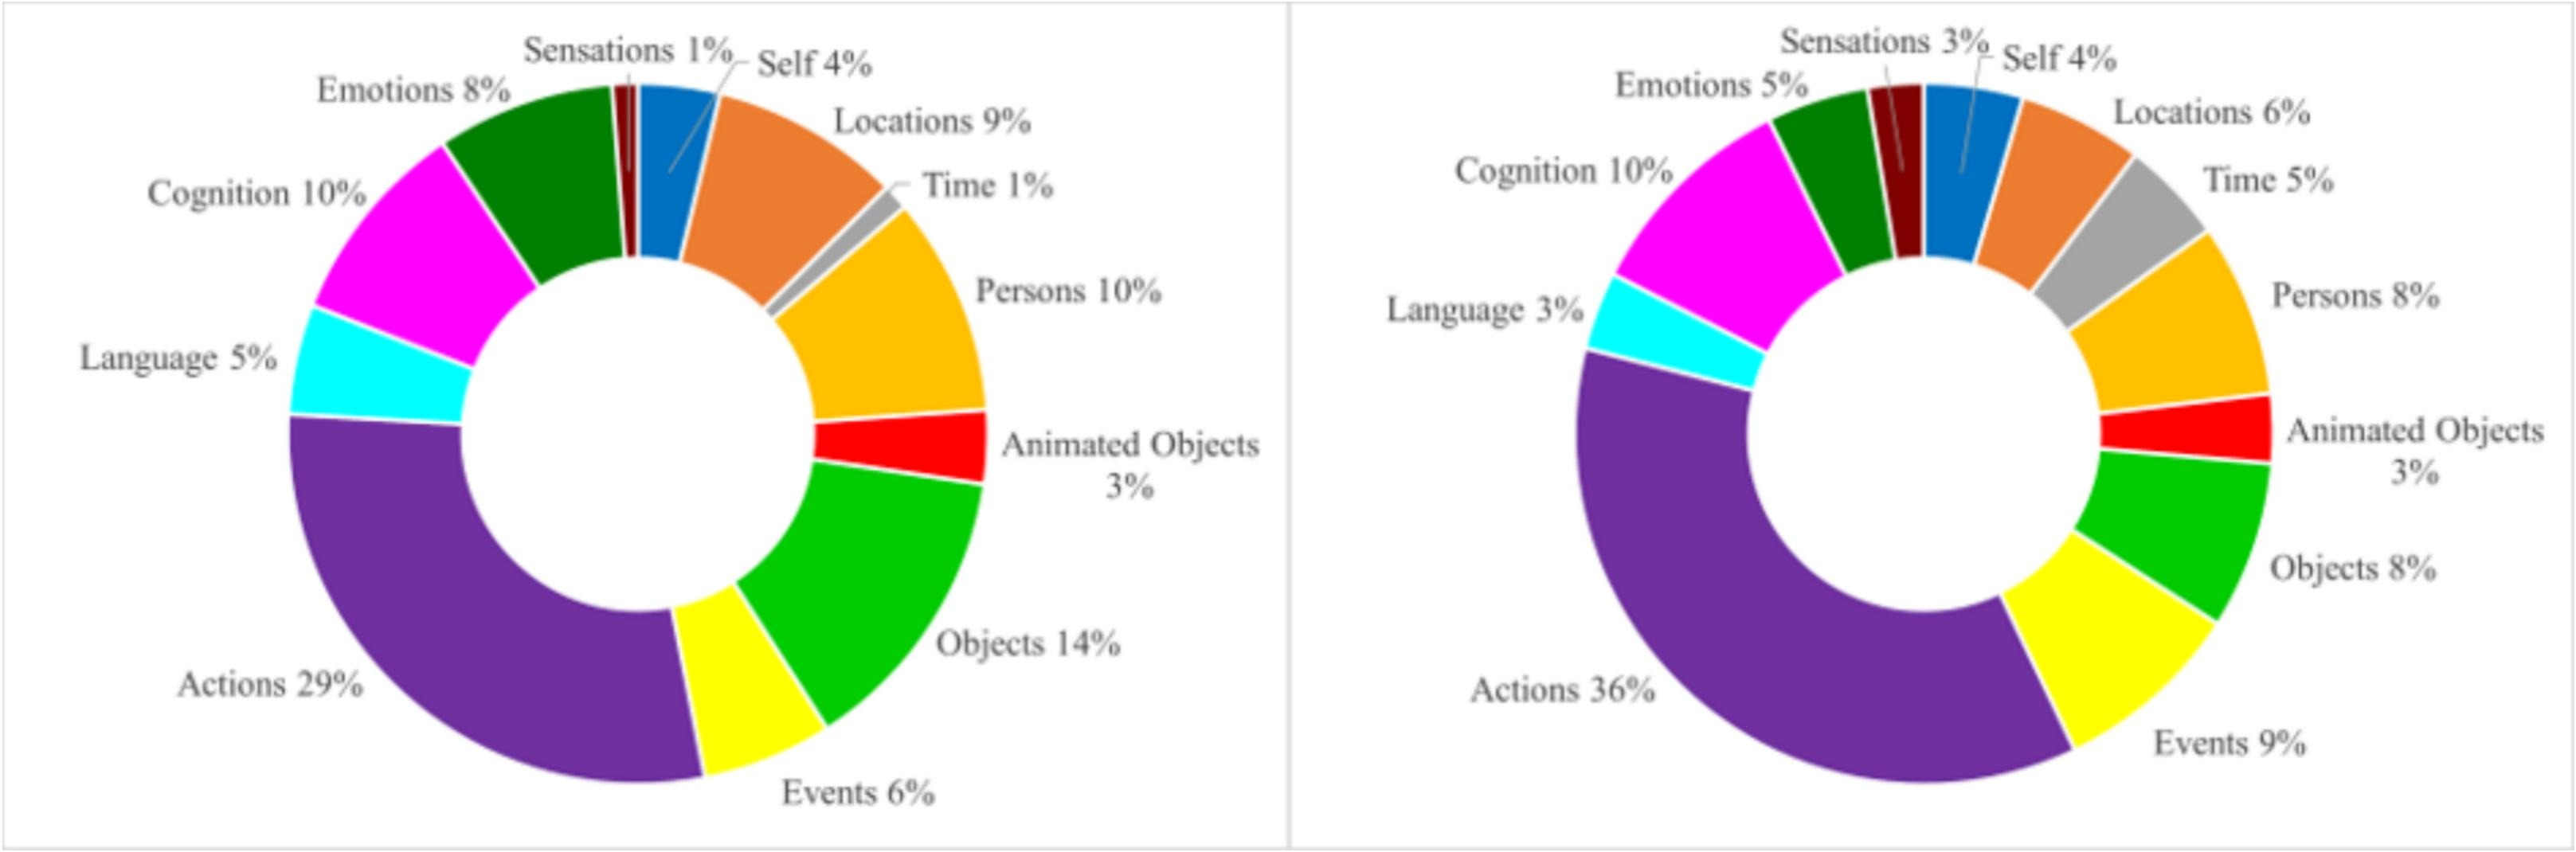 Sensations 1%
Self 4%
Locations 9%
Time 1%
Persons 10%
Animated Objects
3%
Objects 14%
Events 6%
Actions 29%
Language 5%
Cognition 10%
Emotions 8%
Sensations 3%
Self 4%
Locations 6%
Time 5%
Persons 8%
Animated Objects
3%
Objects 8%
Events 9%
Actions 36%
Language 3%
Cognition 10%
Emotions 5%